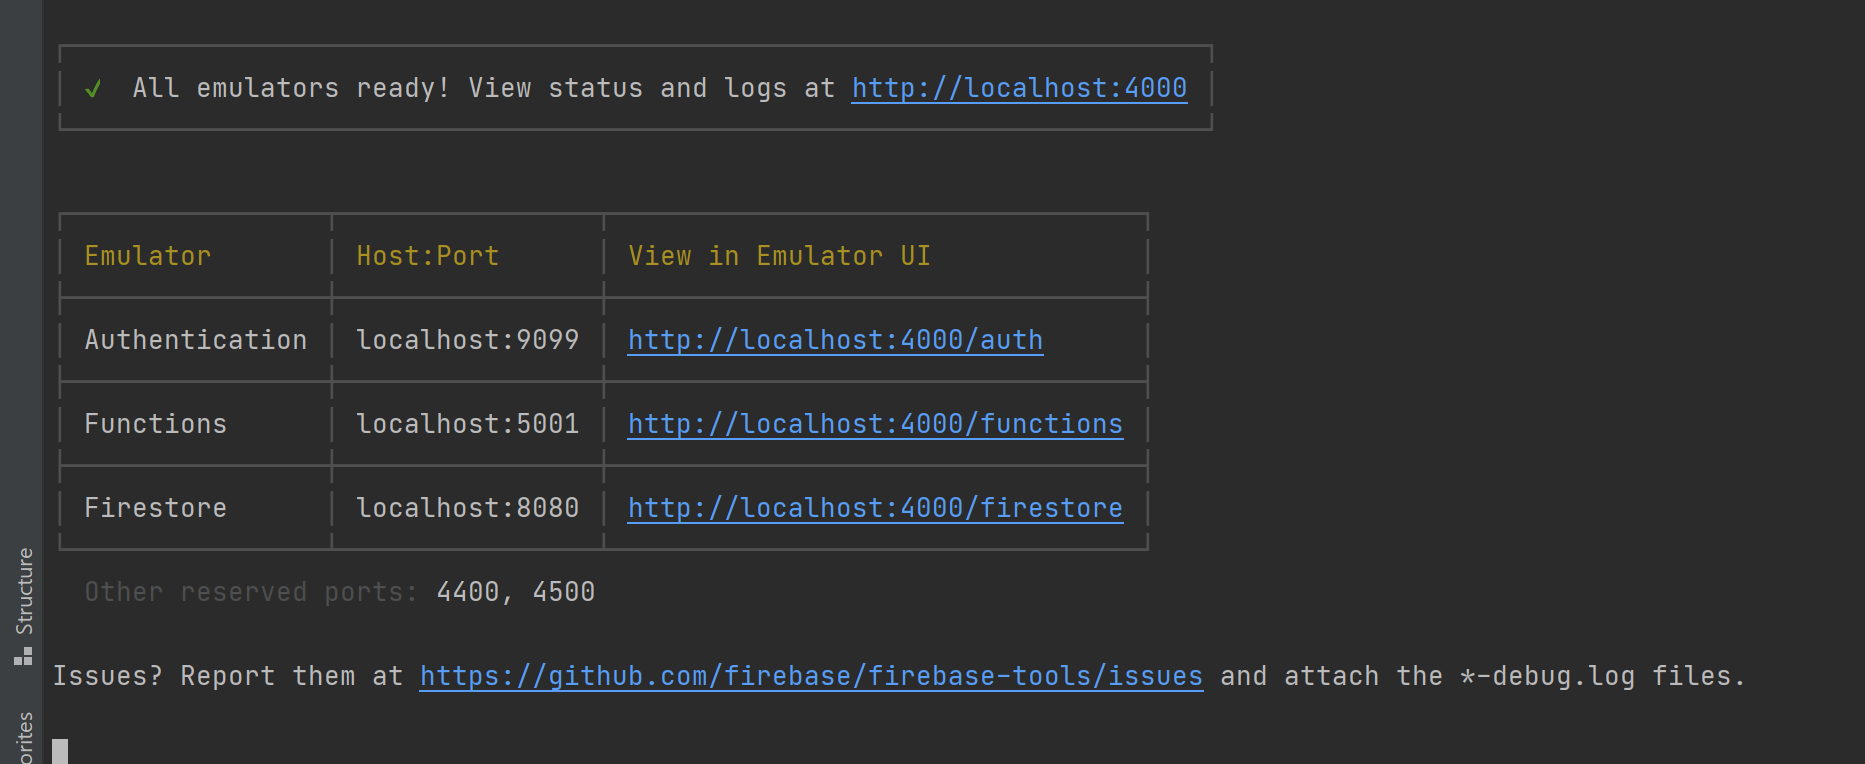 ✔ All emulators ready! View status and logs at http://localhost:4000
Emulator Host:Port View in Emulator UI
Authentication localhost:9099 http://localhost:4000/auth
Functions localhost:5001 http://localhost:4000/functions
Firestore localhost:8080 http://localhost:4000/firestore
Other reserved ports: 4400, 4500
Issues? Report them at https://github.com/firebase/firebase-tools/issues and attach the *-debug.log files.
Structure
orites